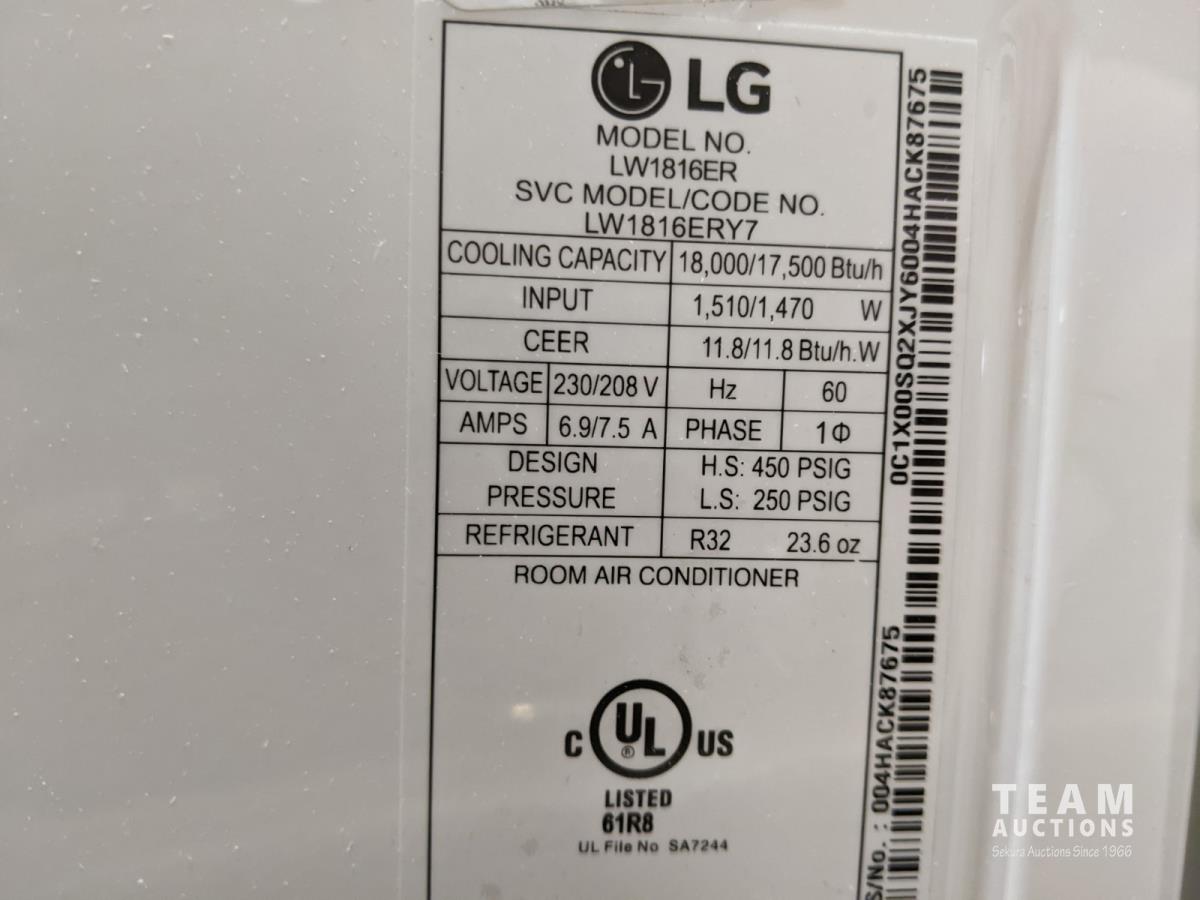 LG
MODEL NO.
LW1816ER
SVC MODEL/CODE NO.
LW1816ERY7
COOLING CAPACITY 18,000/17,500 Btu/h
INPUT 1,510/1,470 W
CEER 11.8/11.8 Btu/h.W
VOLTAGE 230/208 V Hz 60
AMPS 6.9/7.5 A PHASE 1Φ
DESIGN PRESSURE H.S: 450 PSIG
L.S: 250 PSIG
REFRIGERANT R32 23.6 oz
ROOM AIR CONDITIONER
C UL® US
LISTED
61R8
UL File No SA7244
0C1X00SQ2XJY6004HACK87675
S/No. : 004HACK87675
TEAM
AUCTIONS
Sekura Auctions Since 1966